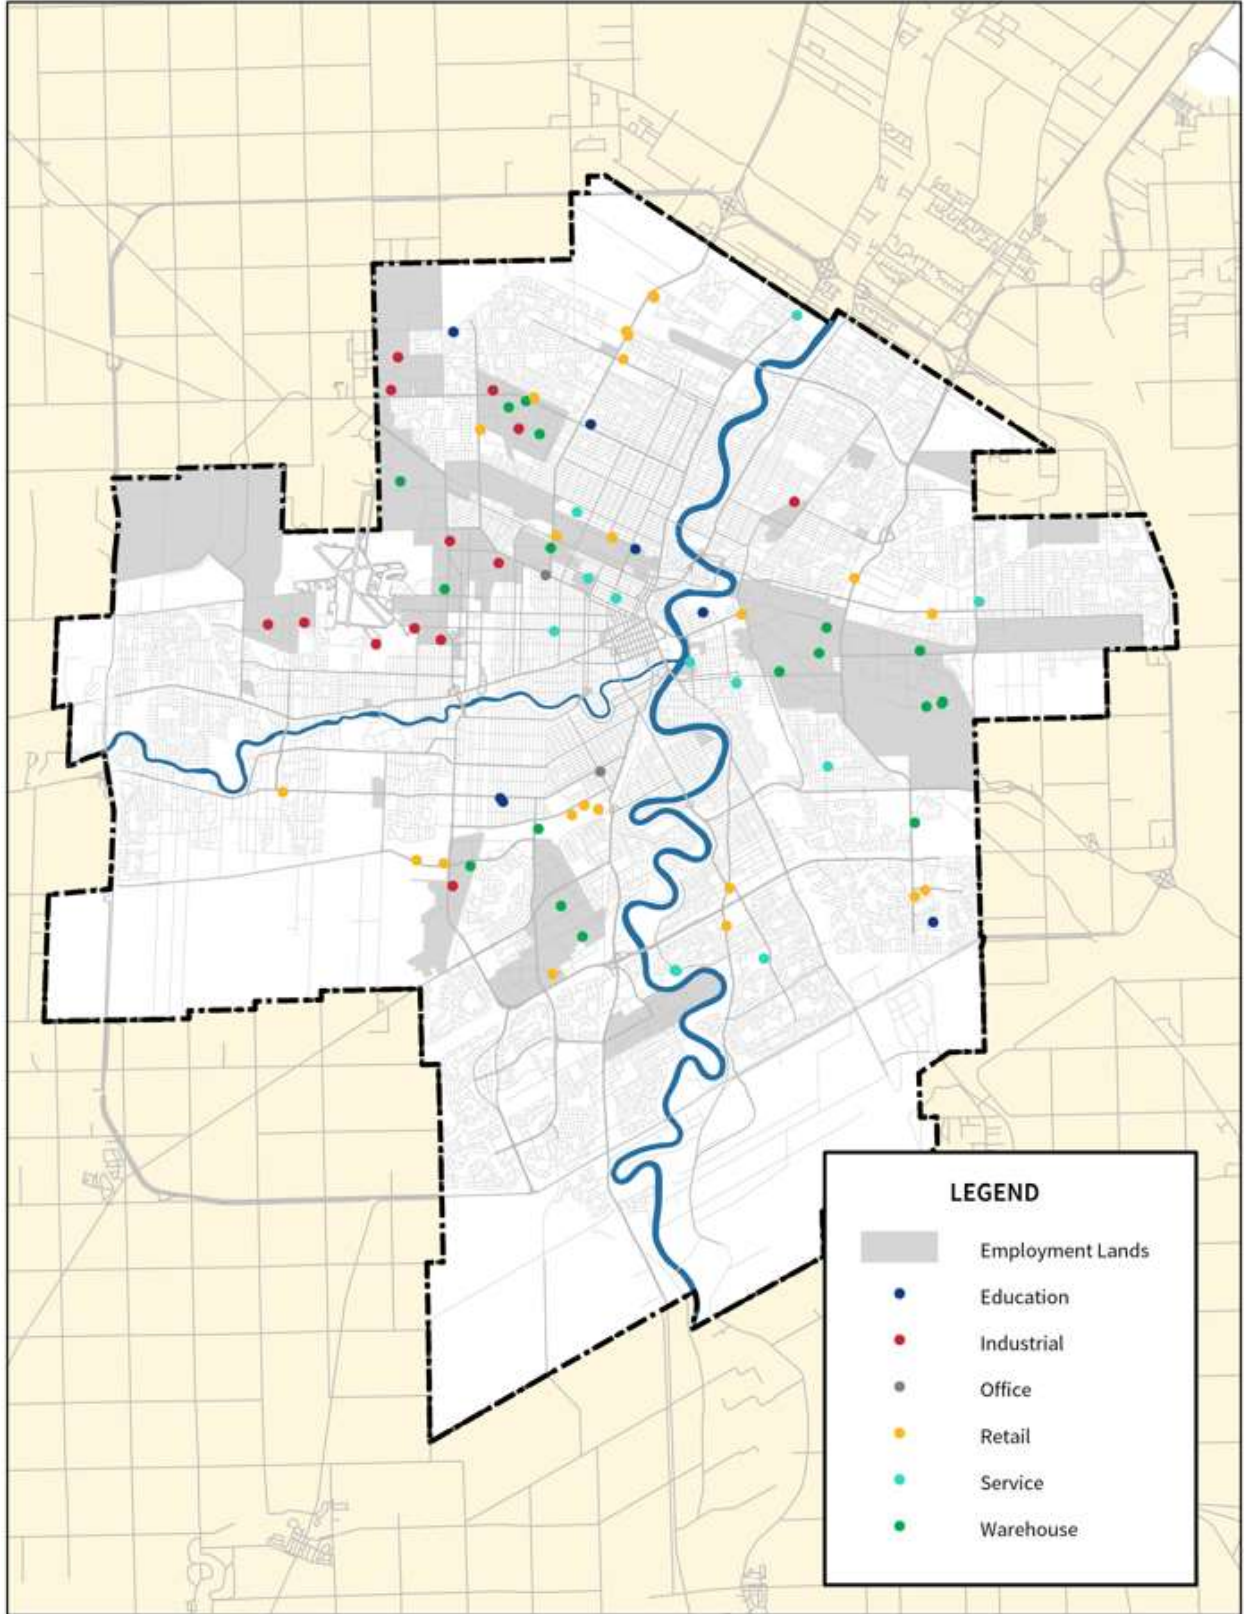 LEGEND
Employment Lands
Education
Industrial
Office
Retail
Service
Warehouse